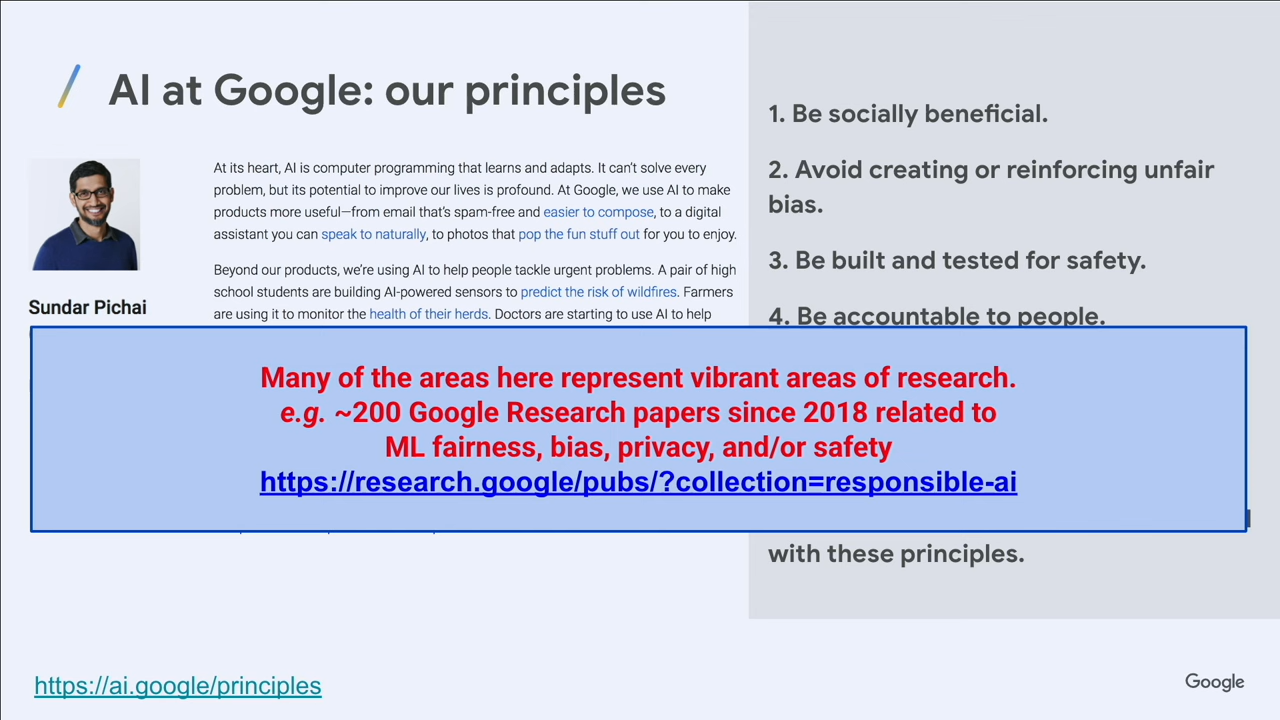 AI at Google: our principles
At its heart, AI is computer programming that learns and adapts. It can't solve every
problem, but its potential to improve our lives is profound. At Google, we use AI to make
products more useful—from email that's spam-free and easier to compose, to a digital
assistant you can speak to naturally, to photos that pop the fun stuff out for you to enjoy.
Beyond our products, we're using AI to help people tackle urgent problems. A pair of high
school students are building AI-powered sensors to predict the risk of wildfires. Farmers
are using it to monitor the health of their herds. Doctors are starting to use AI to help
Sundar Pichai
1. Be socially beneficial.
2. Avoid creating or reinforcing unfair
bias.
3. Be built and tested for safety.
4. Be accountable to people.
Many of the areas here represent vibrant areas of research.
e.g. ~200 Google Research papers since 2018 related to
ML fairness, bias, privacy, and/or safety
https://research.google/pubs/?collection=responsible-ai
with these principles.
https://ai.google/principles
Google